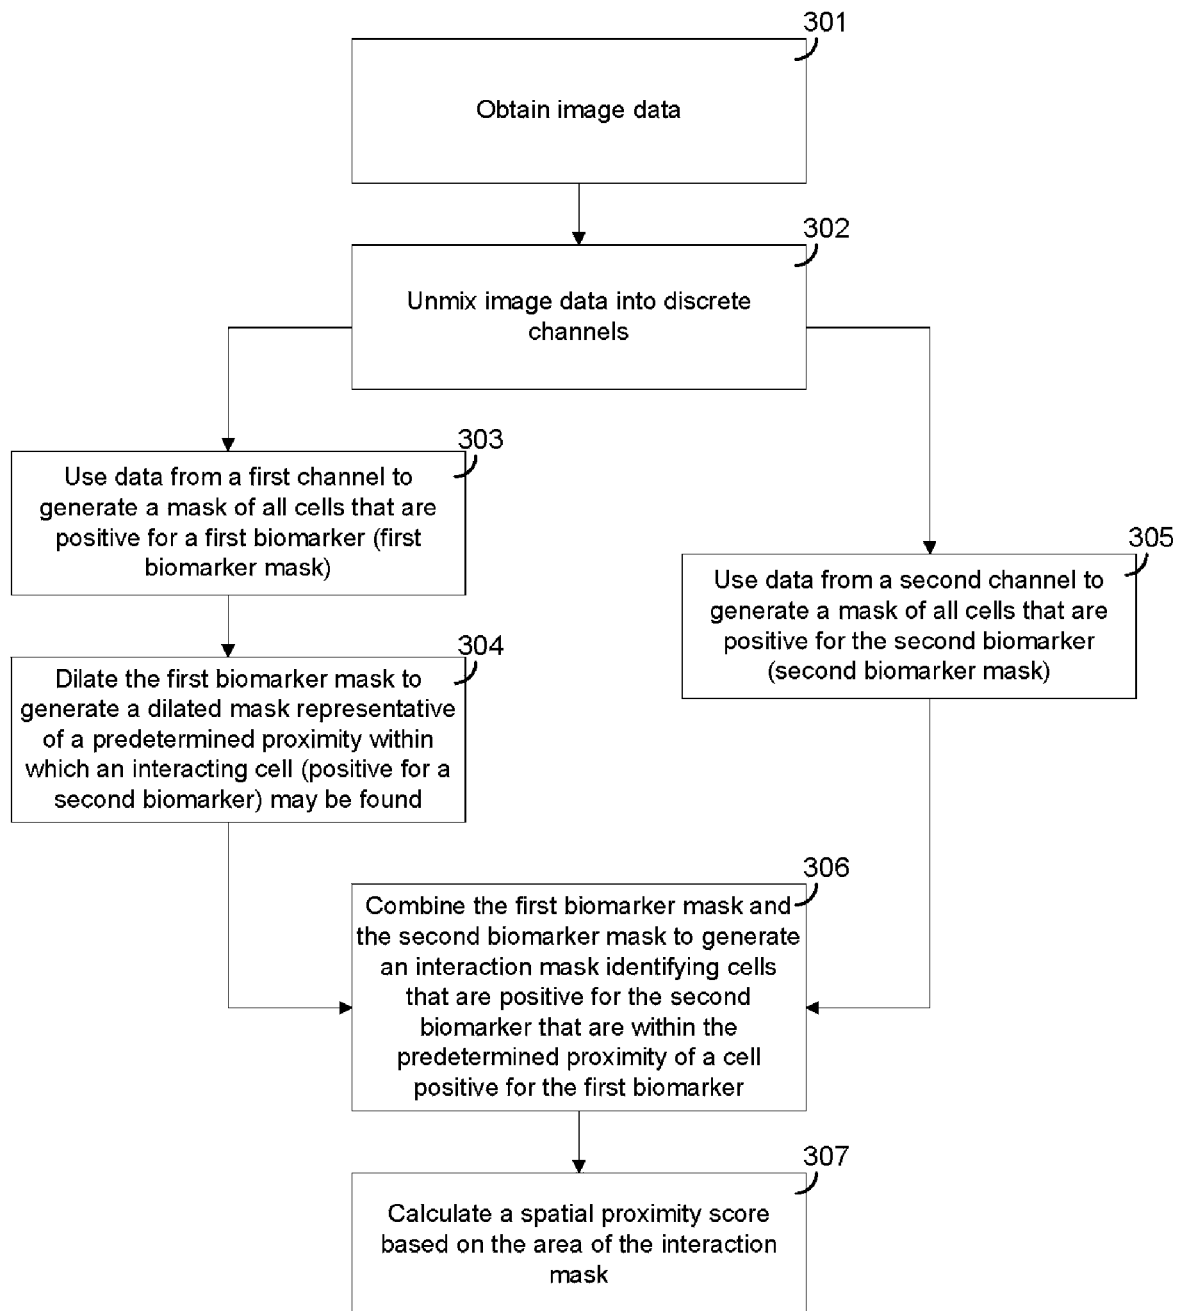 301
Obtain image data
302
Unmix image data into discrete
channels
303
Use data from a first channel to
generate a mask of all cells that are
positive for a first biomarker (first
biomarker mask)
305
Use data from a second channel to
generate a mask of all cells that are
positive for the second biomarker
(second biomarker mask)
304
Dilate the first biomarker mask to
generate a dilated mask representative
of a predetermined proximity within
which an interacting cell (positive for a
second biomarker) may be found
306
Combine the first biomarker mask and
the second biomarker mask to generate
an interaction mask identifying cells
that are positive for the second
biomarker that are within the
predetermined proximity of a cell
positive for the first biomarker
307
Calculate a spatial proximity score
based on the area of the interaction
mask